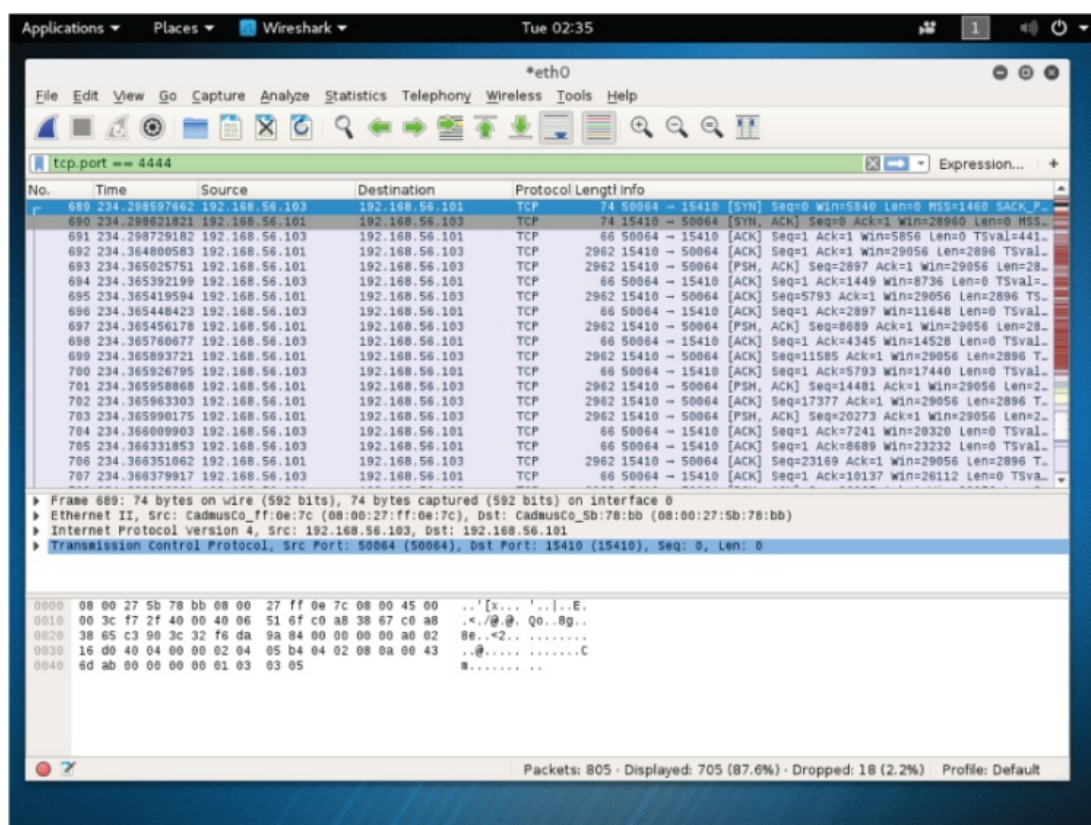 Applications Places Wireshark Tue 02:35 1
*eth0
File Edit View Go Capture Analyze Statistics Telephony Wireless Tools Help
tcp.port == 4444 Expression... +
No. Time Source Destination Protocol Lengtl Info
689 234.298597662 192.168.56.103 192.168.56.101 TCP 74 50064 → 15410 [SYN] Seq=0 Win=5840 Len=0 MSS=1460 SACK_P…
690 234.298621821 192.168.56.101 192.168.56.103 TCP 74 15410 → 50064 [SYN, ACK] Seq=0 Ack=1 Win=28960 Len=0 MSS…
691 234.298729182 192.168.56.103 192.168.56.101 TCP 66 50064 → 15410 [ACK] Seq=1 Ack=1 Win=5856 Len=0 TSval=441…
692 234.364800583 192.168.56.101 192.168.56.103 TCP 2962 15410 → 50064 [ACK] Seq=1 Ack=1 Win=29056 Len=2896 TSval…
693 234.365025751 192.168.56.101 192.168.56.103 TCP 2962 15410 → 50064 [PSH, ACK] Seq=2897 Ack=1 Win=29056 Len=28…
694 234.365392199 192.168.56.103 192.168.56.101 TCP 66 50064 → 15410 [ACK] Seq=1 Ack=1449 Win=8736 Len=0 TSval=…
695 234.365419594 192.168.56.101 192.168.56.103 TCP 2962 15410 → 50064 [ACK] Seq=5793 Ack=1 Win=29056 Len=2896 TS…
696 234.365448423 192.168.56.103 192.168.56.101 TCP 66 50064 → 15410 [ACK] Seq=1 Ack=2897 Win=11648 Len=0 TSval…
697 234.365456178 192.168.56.101 192.168.56.103 TCP 2962 15410 → 50064 [PSH, ACK] Seq=8689 Ack=1 Win=29056 Len=28…
698 234.365760677 192.168.56.103 192.168.56.101 TCP 66 50064 → 15410 [ACK] Seq=1 Ack=4345 Win=14528 Len=0 TSval…
699 234.365893721 192.168.56.101 192.168.56.103 TCP 2962 15410 → 50064 [ACK] Seq=11585 Ack=1 Win=29056 Len=2896 T…
700 234.365926795 192.168.56.103 192.168.56.101 TCP 66 50064 → 15410 [ACK] Seq=1 Ack=5793 Win=17440 Len=0 TSval…
701 234.365958868 192.168.56.101 192.168.56.103 TCP 2962 15410 → 50064 [PSH, ACK] Seq=14481 Ack=1 Win=29056 Len=2…
702 234.365963303 192.168.56.101 192.168.56.103 TCP 2962 15410 → 50064 [ACK] Seq=17377 Ack=1 Win=29056 Len=2896 T…
703 234.365990175 192.168.56.101 192.168.56.103 TCP 2962 15410 → 50064 [PSH, ACK] Seq=20273 Ack=1 Win=29056 Len=2…
704 234.366009903 192.168.56.103 192.168.56.101 TCP 66 50064 → 15410 [ACK] Seq=1 Ack=7241 Win=20320 Len=0 TSval…
705 234.366331853 192.168.56.103 192.168.56.101 TCP 66 50064 → 15410 [ACK] Seq=1 Ack=8689 Win=23232 Len=0 TSval…
706 234.366351062 192.168.56.101 192.168.56.103 TCP 2962 15410 → 50064 [ACK] Seq=23169 Ack=1 Win=29056 Len=2896 T…
707 234.366379917 192.168.56.103 192.168.56.101 TCP 66 50064 → 15410 [ACK] Seq=1 Ack=10137 Win=26112 Len=0 TSva…
Frame 689: 74 bytes on wire (592 bits), 74 bytes captured (592 bits) on interface 0
Ethernet II, Src: CadmusCo_ff:0e:7c (08:00:27:ff:0e:7c), Dst: CadmusCo_5b:78:bb (08:00:27:5b:78:bb)
Internet Protocol Version 4, Src: 192.168.56.103, Dst: 192.168.56.101
Transmission Control Protocol, Src Port: 50064 (50064), Dst Port: 15410 (15410), Seq: 0, Len: 0
0000 08 00 27 5b 78 bb 08 00 27 ff 0e 7c 08 00 45 00 ..'[x... '..|..E.
0010 00 3c f7 2f 40 00 40 06 51 6f c0 a8 38 67 c0 a8 .<./@.@. Qo..8g..
0020 38 65 c3 90 3c 32 f6 da 9a 84 00 00 00 00 a0 02 8e..<2.. ........
0030 16 d0 40 04 00 00 02 04 05 b4 04 02 08 0a 00 43 ..@..... .......C
0040 6d ab 00 00 00 00 01 03 03 05 m....... ..
Packets: 805 · Displayed: 705 (87.6%) · Dropped: 18 (2.2%) Profile: Default